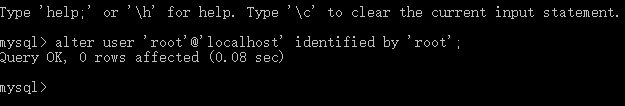 Type 'help;' or '\h' for help. Type '\c' to clear the current input statement.
mysql> alter user 'root'@'localhost' identified by 'root';
Query OK, 0 rows affected (0.08 sec)
mysql>